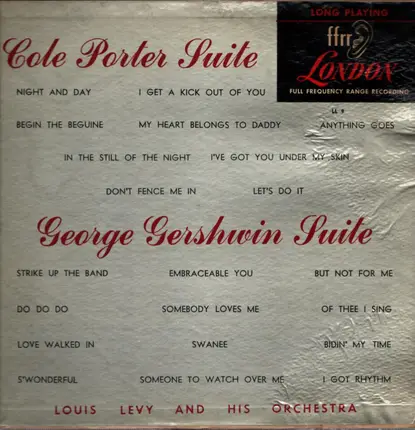 LONG PLAYING
ffrr
LONDON
FULL FREQUENCY RANGE RECORDING
Cole Porter Suite
NIGHT AND DAY I GET A KICK OUT OF YOU
BEGIN THE BEGUINE MY HEART BELONGS TO DADDY ANYTHING GOES
IN THE STILL OF THE NIGHT I'VE GOT YOU UNDER MY SKIN
DON'T FENCE ME IN LET'S DO IT
George Gershwin Suite
STRIKE UP THE BAND EMBRACEABLE YOU BUT NOT FOR ME
DO DO DO SOMEBODY LOVES ME OF THEE I SING
LOVE WALKED IN SWANEE BIDIN' MY TIME
S'WONDERFUL SOMEONE TO WATCH OVER ME I GOT RHYTHM
LOUIS LEVY AND HIS ORCHESTRA